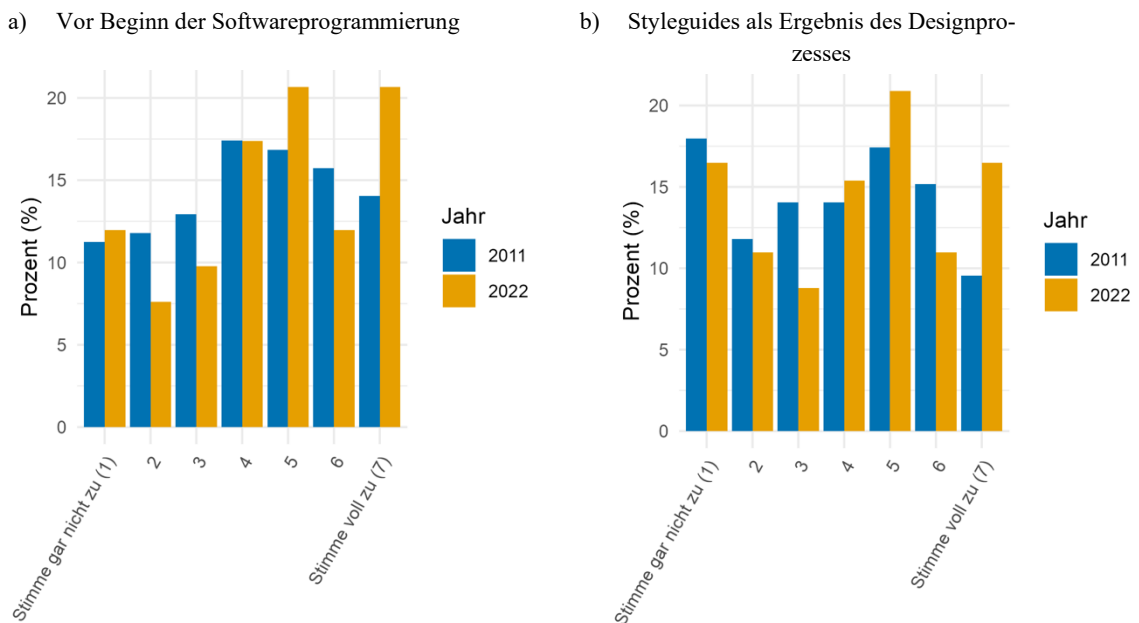 a) Vor Beginn der Softwareprogrammierung
20
15
10
5
0
Prozent (%)
Stimme gar nicht zu (1)
2
3
4
5
6
Stimme voll zu (7)
Jahr
2011
2022
b) Styleguides als Ergebnis des Designpro-
zesses
20
15
10
5
0
Prozent (%)
Stimme gar nicht zu (1)
2
3
4
5
6
Stimme voll zu (7)
Jahr
2011
2022